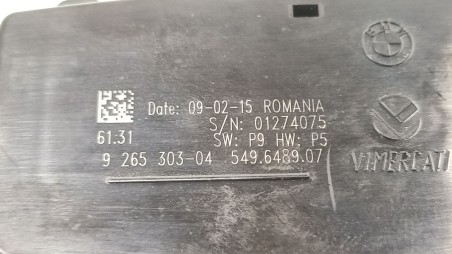 Date: 09-02-15 ROMANIA
S/N: 01274075
61.31
SW: P9 HW: P5
9 265 303-04 549.6489.07
VIMERCATI